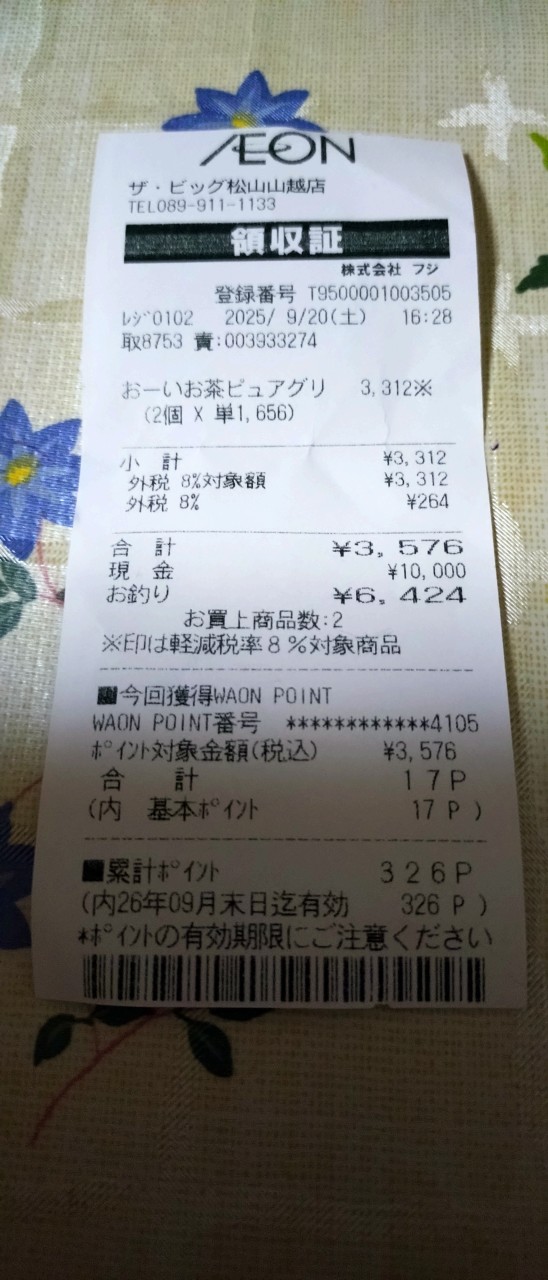 ÆON
ザ・ビッグ松山山越店
TEL089-911-1133
領収証
株式会社 フジ
登録番号 T9500001003505
ﾚｼﾞ0102 2025/ 9/20(土) 16:28
取8753 責:003933274
おーいお茶ピュアグリ 3,312※
(2個 X 単1,656)
小 計 ¥3,312
外税 8%対象額 ¥3,312
外税 8% ¥264
合 計 ¥3,576
現 金 ¥10,000
お釣り ¥6,424
お買上商品数:2
※印は軽減税率8%対象商品
■今回獲得WAON POINT
WAON POINT番号 ************4105
ﾎﾟｲﾝﾄ対象金額(税込) ¥3,576
合 計 17P
(内 基本ﾎﾟｲﾝﾄ 17 P )
■累計ﾎﾟｲﾝﾄ 326P
(内26年09月末日迄有効 326 P )
*ﾎﾟｲﾝﾄの有効期限にご注意ください